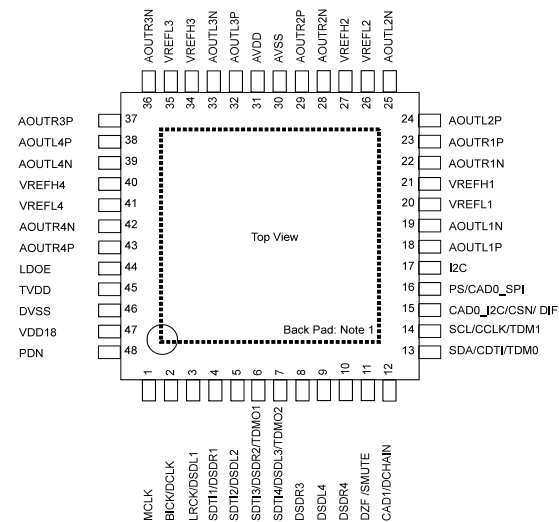 AOUTR3N
VREFL3
VREFH3
AOUTL3N
AOUTL3P
AVDD
AVSS
AOUTR2P
AOUTR2N
VREFH2
VREFL2
AOUTL2N
36
35
34
33
32
31
30
29
28
27
26
25
AOUTR3P 37
AOUTL4P 38
AOUTL4N 39
VREFH4 40
VREFL4 41
AOUTR4N 42
AOUTR4P 43
LDOE 44
TVDD 45
DVSS 46
VDD18 47
PDN 48
Top View
Back Pad: Note 1
24 AOUTL2P
23 AOUTR1P
22 AOUTR1N
21 VREFH1
20 VREFL1
19 AOUTL1N
18 AOUTL1P
17 I2C
16 PS/CAD0_SPI
15 CAD0_I2C/CSN/ DIF
14 SCL/CCLK/TDM1
13 SDA/CDTI/TDM0
1
2
3
4
5
6
7
8
9
10
11
12
MCLK
BICK/DCLK
LRCK/DSDL1
SDTI1/DSDR1
SDTI2/DSDL2
SDTI3/DSDR2/TDMO1
SDTI4/DSDL3/TDMO2
DSDR3
DSDL4
DSDR4
DZF /SMUTE
CAD1/DCHAIN